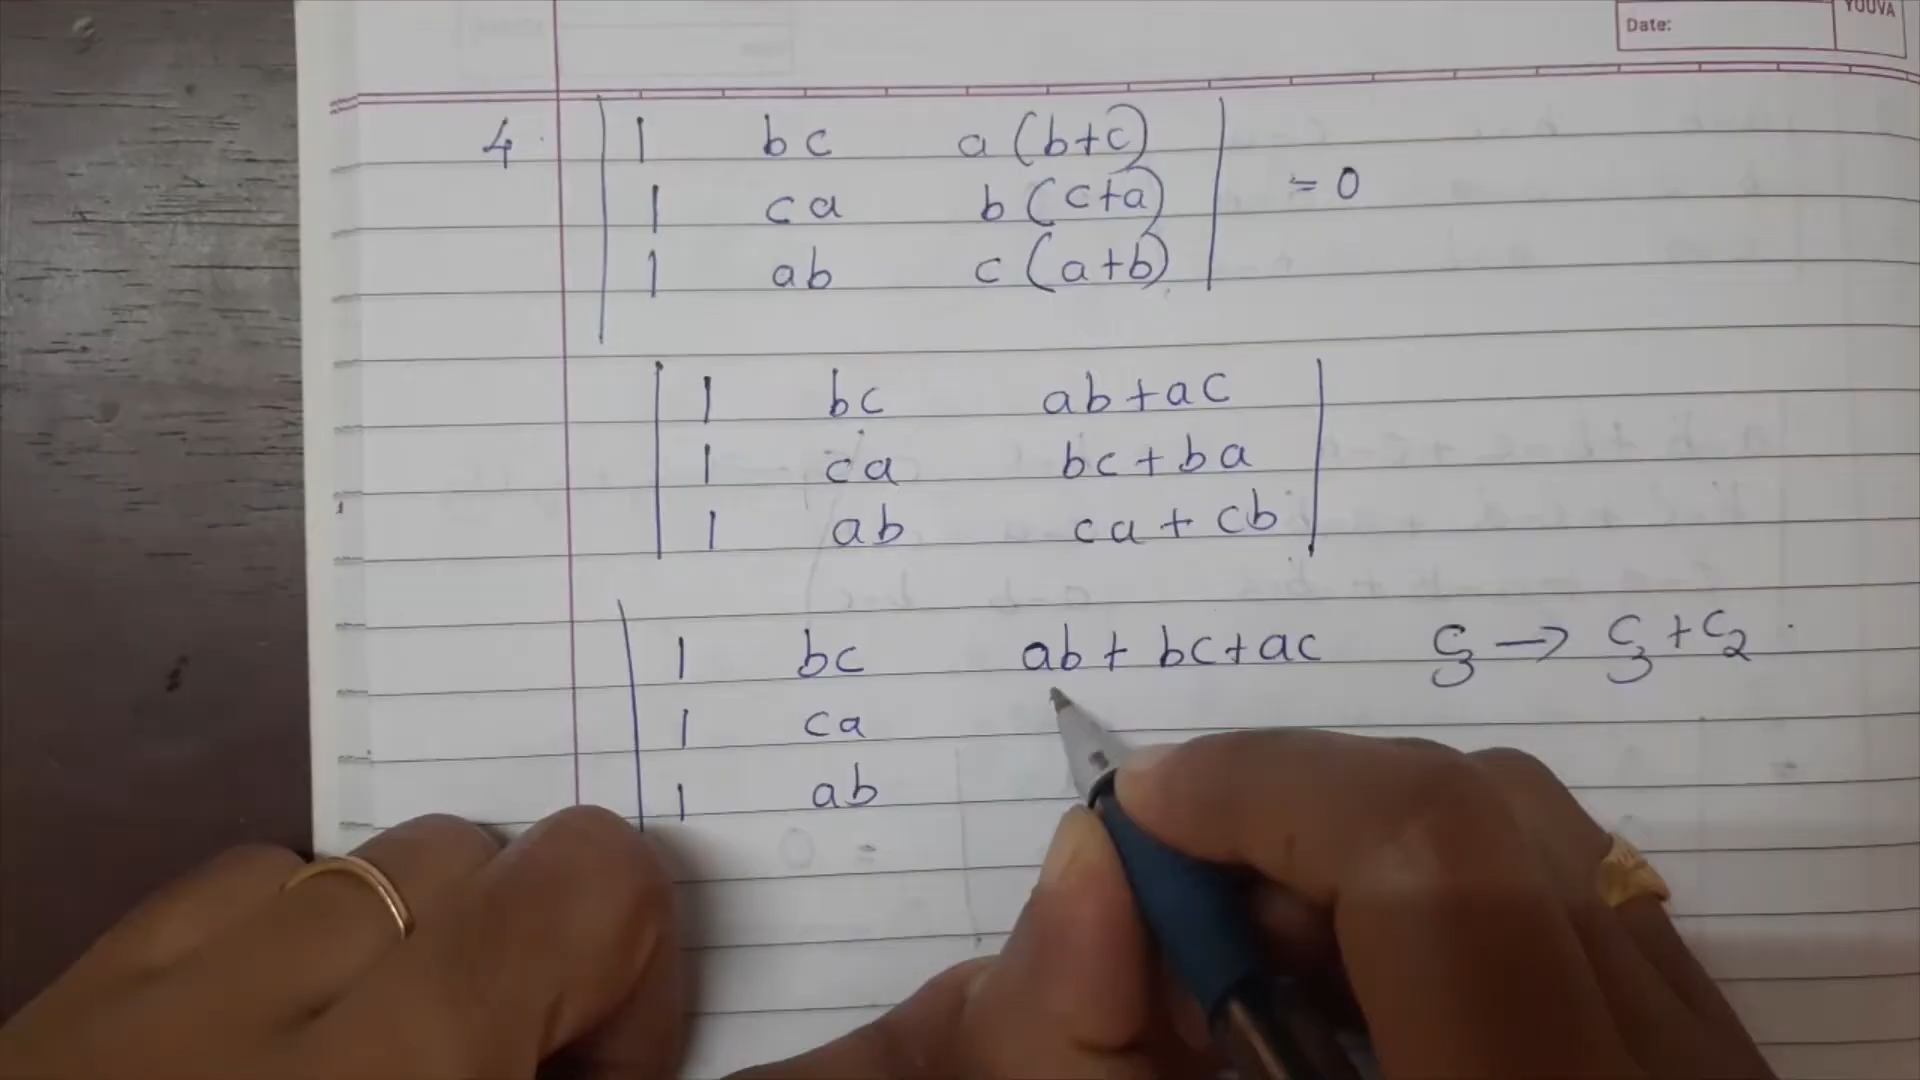 YOUVA
Date:
4. | 1 bc a(b+c) |
| 1 ca b(c+a) | = 0
| 1 ab c(a+b) |
| 1 bc ab+ac |
| 1 ca bc+ba |
| 1 ab ca+cb |
| 1 bc ab+bc+ac C3 → C3+C2
| 1 ca
| 1 ab